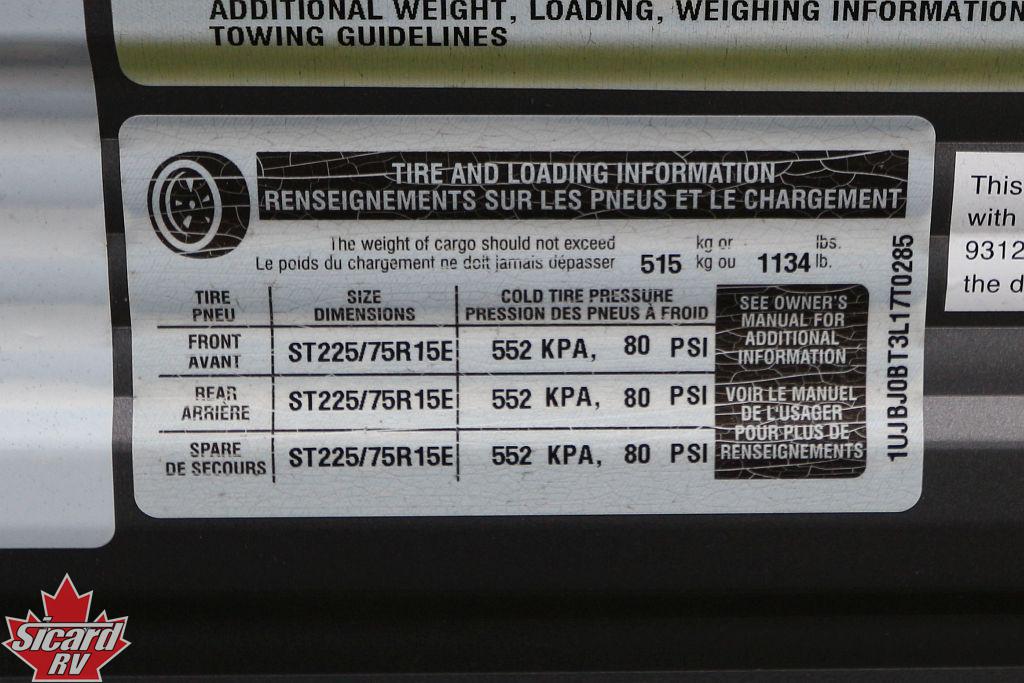 ADDITIONAL WEIGHT, LOADING, WEIGHING INFORMATION
TOWING GUIDELINES
TIRE AND LOADING INFORMATION
RENSEIGNEMENTS SUR LES PNEUS ET LE CHARGEMENT
The weight of cargo should not exceed kg or lbs.
Le poids du chargement ne doit jamais dépasser 515 kg ou 1134 lb.
TIRE SIZE COLD TIRE PRESSURE
PNEU DIMENSIONS PRESSION DES PNEUS À FROID
FRONT
AVANT ST225/75R15E 552 KPA, 80 PSI
REAR
ARRIÈRE ST225/75R15E 552 KPA, 80 PSI
SPARE
DE SECOURS ST225/75R15E 552 KPA, 80 PSI
SEE OWNER'S
MANUAL FOR
ADDITIONAL
INFORMATION
VOIR LE MANUEL
DE L'USAGER
POUR PLUS DE
RENSEIGNEMENTS
1UJBJ0BT3L17T0285
This
with
9312
the d
Sicard
RV